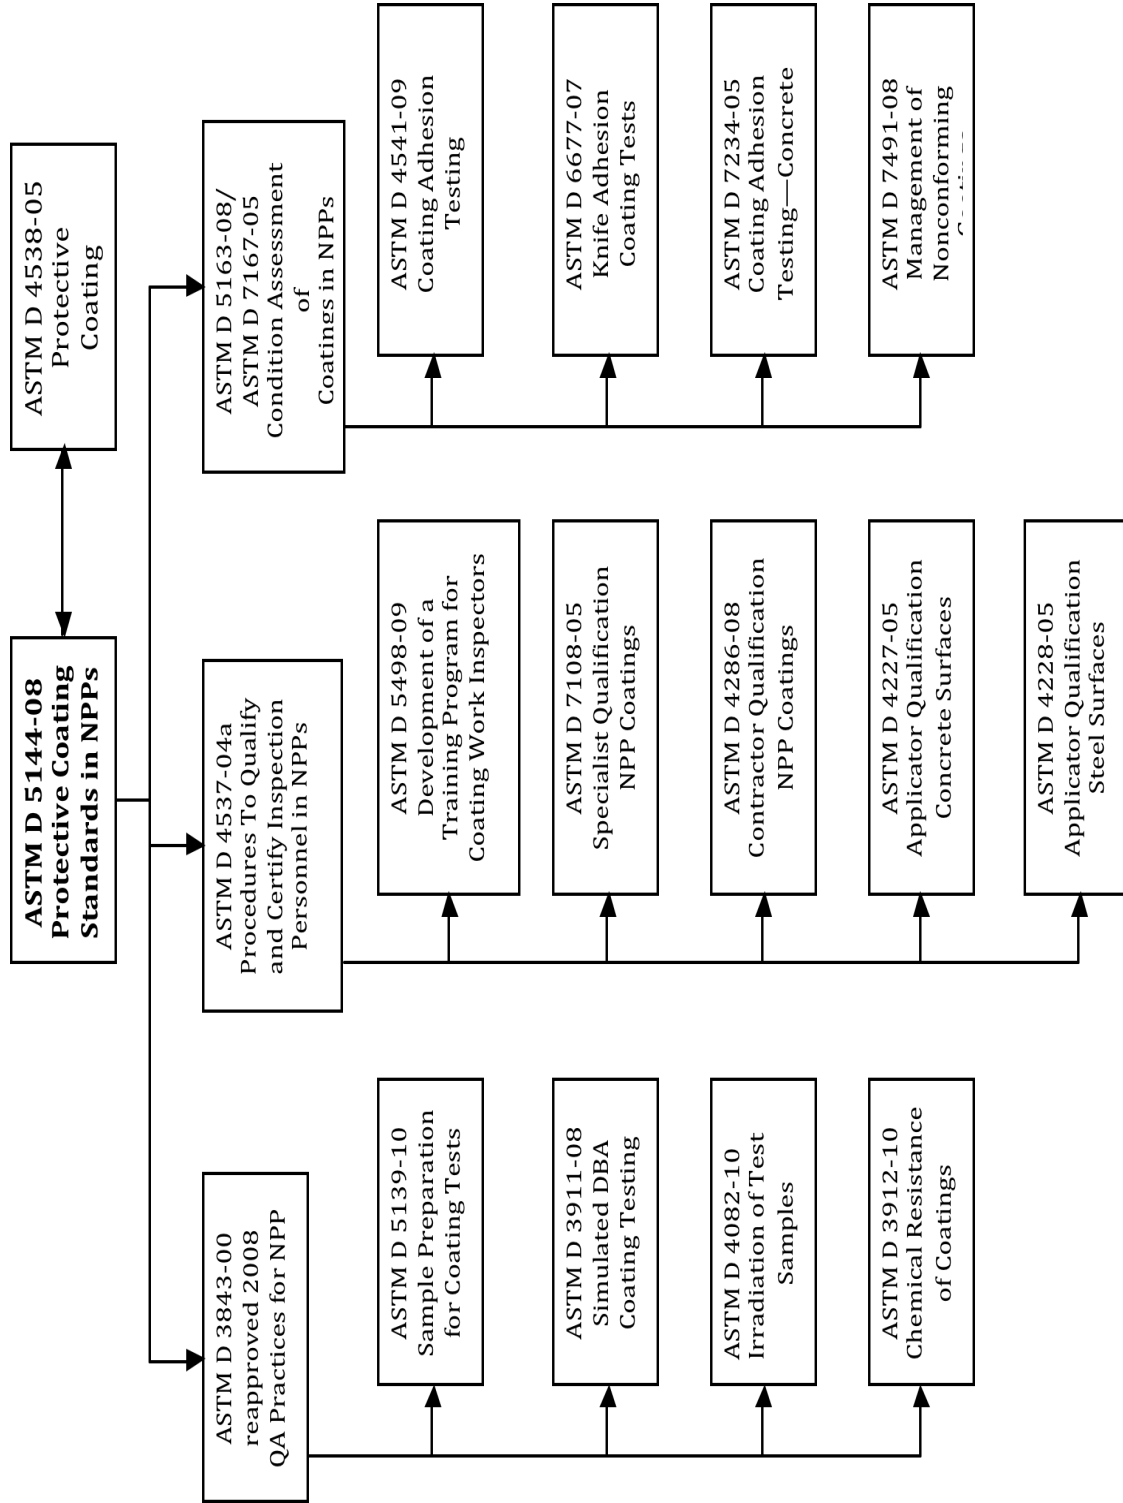 ASTM D 5144-08
Protective Coating
Standards in NPPs
ASTM D 4538-05
Protective
Coating
ASTM D 3843-00
reapproved 2008
QA Practices for NPP
ASTM D 5139-10
Sample Preparation
for Coating Tests
ASTM D 3911-08
Simulated DBA
Coating Testing
ASTM D 4082-10
Irradiation of Test
Samples
ASTM D 3912-10
Chemical Resistance
of Coatings
ASTM D 4537-04a
Procedures To Qualify
and Certify Inspection
Personnel in NPPs
ASTM D 5498-09
Development of a
Training Program for
Coating Work Inspectors
ASTM D 7108-05
Specialist Qualification
NPP Coatings
ASTM D 4286-08
Contractor Qualification
NPP Coatings
ASTM D 4227-05
Applicator Qualification
Concrete Surfaces
ASTM D 4228-05
Applicator Qualification
Steel Surfaces
ASTM D 5163-08/
ASTM D 7167-05
Condition Assessment
of
Coatings in NPPs
ASTM D 4541-09
Coating Adhesion
Testing
ASTM D 6677-07
Knife Adhesion
Coating Tests
ASTM D 7234-05
Coating Adhesion
Testing—Concrete
ASTM D 7491-08
Management of
Nonconforming